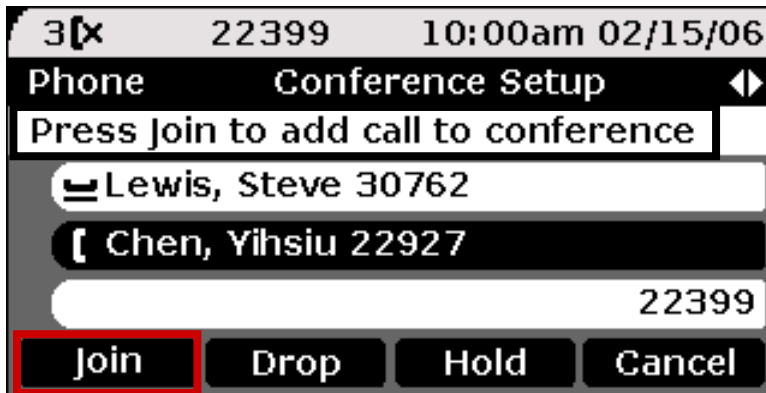 3 22399 10:00am 02/15/06
Phone Conference Setup
Press Join to add call to conference
Lewis, Steve 30762
Chen, Yihsiu 22927
22399
Join Drop Hold Cancel